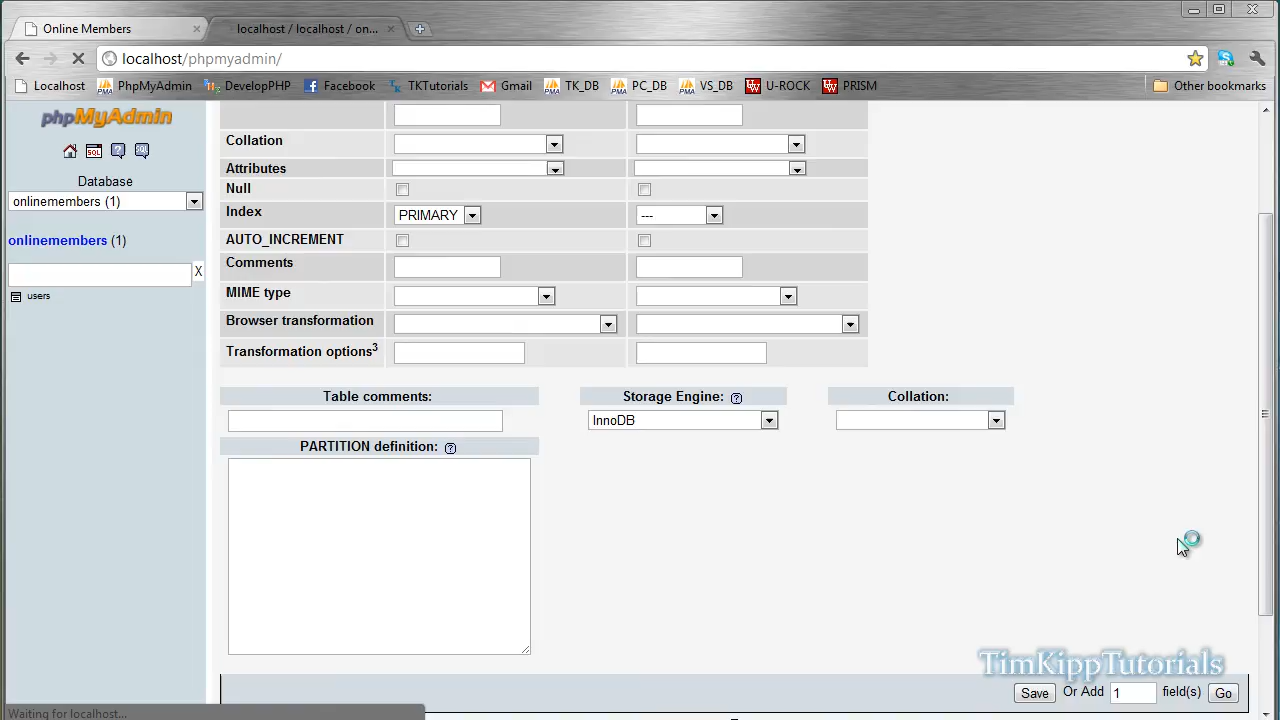 Online Members
localhost / localhost / on...
localhost/phpmyadmin/
Localhost PhpMyAdmin DevelopPHP Facebook TKTutorials Gmail TK_DB PC_DB VS_DB U-ROCK PRISM Other bookmarks
phpMyAdmin
SQL
Database
onlinemembers (1)
onlinemembers (1)
X
users
Collation
Attributes
Null
Index PRIMARY ---
AUTO_INCREMENT
Comments
MIME type
Browser transformation
Transformation options3
Table comments: Storage Engine: Collation:
InnoDB
PARTITION definition:
TimKippTutorials
Save Or Add 1 field(s) Go
Waiting for localhost...